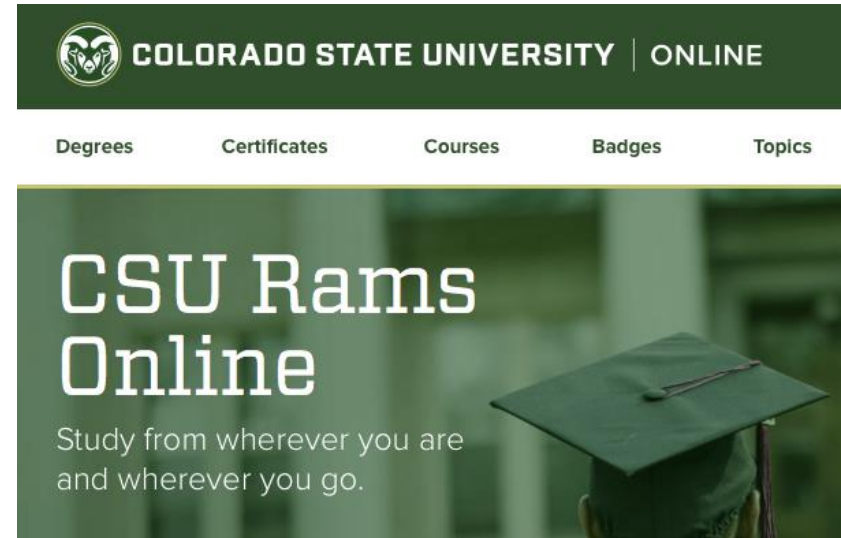 COLORADO STATE UNIVERSITY | ONLINE
Degrees Certificates Courses Badges Topics
CSU Rams
Online
Study from wherever you are
and wherever you go.